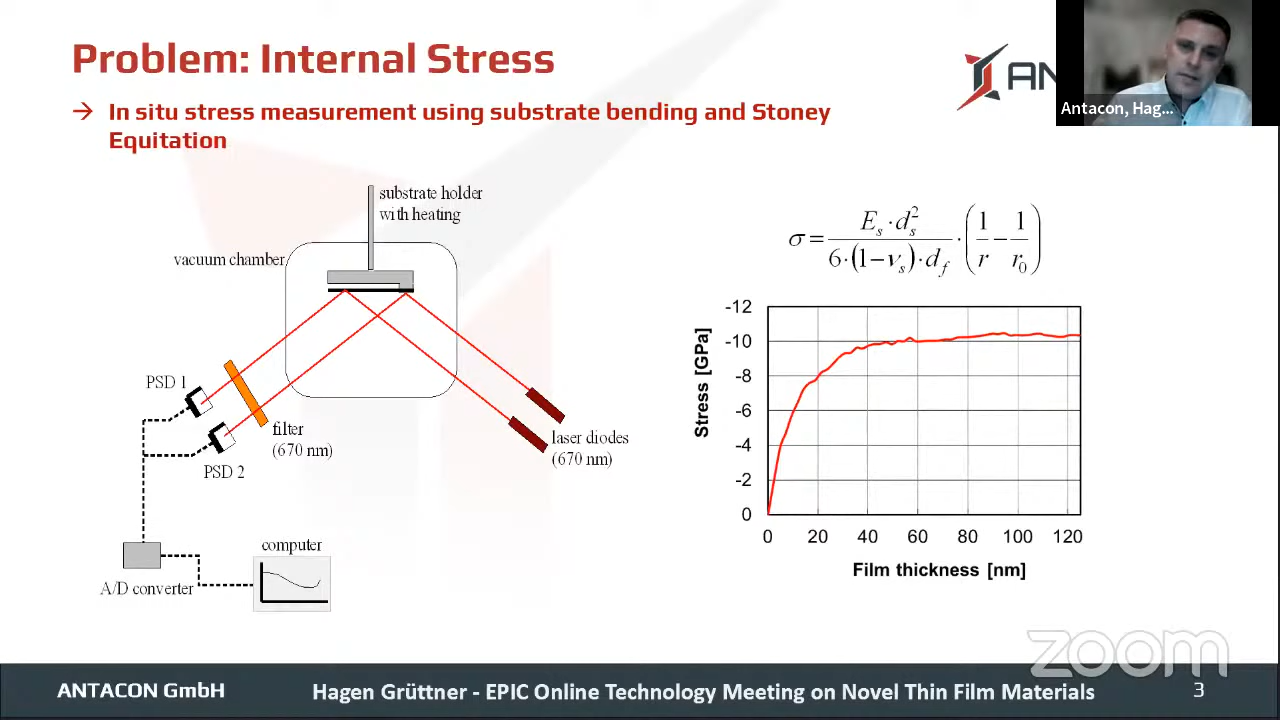 Problem: Internal Stress
→ In situ stress measurement using substrate bending and Stoney
Equitation
AN
Antacon, Hag...
substrate holder
with heating
vacuum chamber
PSD 1
filter
(670 nm)
PSD 2
laser diodes
(670 nm)
A/D converter
computer
σ = E_s · d_s^2 / 6 · (1 − ν_s) · d_f · (1/r − 1/r_0)
Stress [GPa]
-12
-10
-8
-6
-4
-2
0
0 20 40 60 80 100 120
Film thickness [nm]
zoom
ANTACON GmbH
Hagen Grüttner - EPIC Online Technology Meeting on Novel Thin Film Materials
3